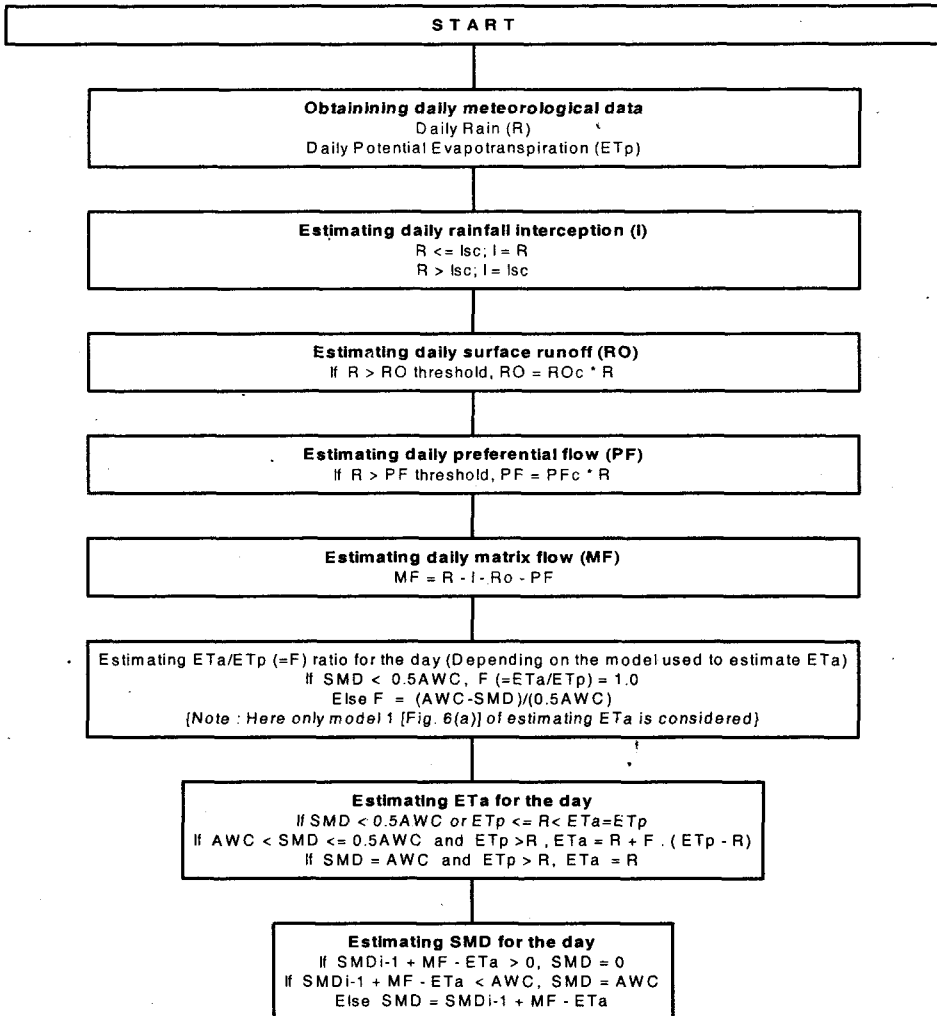 START
Obtainining daily meteorological data
Daily Rain (R)
Daily Potential Evapotranspiration (ETp)
Estimating daily rainfall interception (I)
R <= Isc; I = R
R > Isc; I = Isc
Estimating daily surface runoff (RO)
If R > RO threshold, RO = ROc * R
Estimating daily preferential flow (PF)
If R > PF threshold, PF = PFc * R
Estimating daily matrix flow (MF)
MF = R - I - Ro - PF
Estimating ETa/ETp (=F) ratio for the day (Depending on the model used to estimate ETa)
If SMD < 0.5AWC, F (=ETa/ETp) = 1.0
Else F = (AWC-SMD)/(0.5AWC)
{Note : Here only model 1 [Fig. 6(a)] of estimating ETa is considered}
Estimating ETa for the day
If SMD < 0.5AWC or ETp <= R< ETa=ETp
If AWC < SMD <= 0.5AWC and ETp >R , ETa = R + F . ( ETp - R)
If SMD = AWC and ETp > R, ETa = R
Estimating SMD for the day
If SMDi-1 + MF - ETa > 0, SMD = 0
If SMDi-1 + MF - ETa < AWC, SMD = AWC
Else SMD = SMDi-1 + MF - ETa